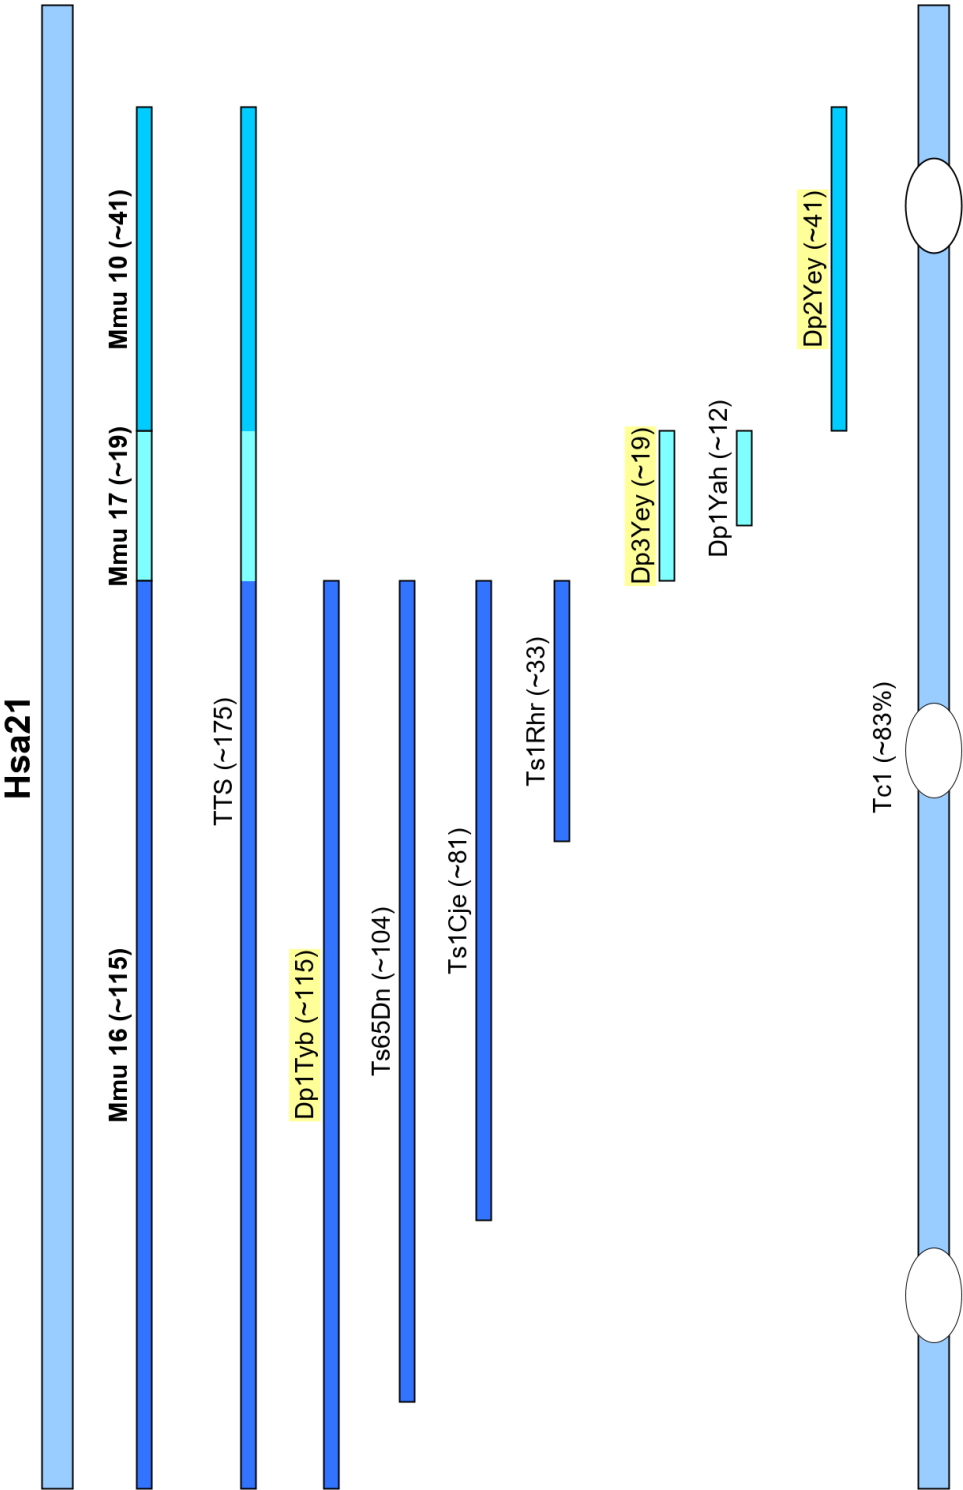 Hsa21
Mmu 16 (~115)
Mmu 17 (~19)
Mmu 10 (~41)
TTS (~175)
Dp1Tyb (~115)
Ts65Dn (~104)
Ts1Cje (~81)
Ts1Rhr (~33)
Dp3Yey (~19)
Dp1Yah (~12)
Dp2Yey (~41)
Tc1 (~83%)